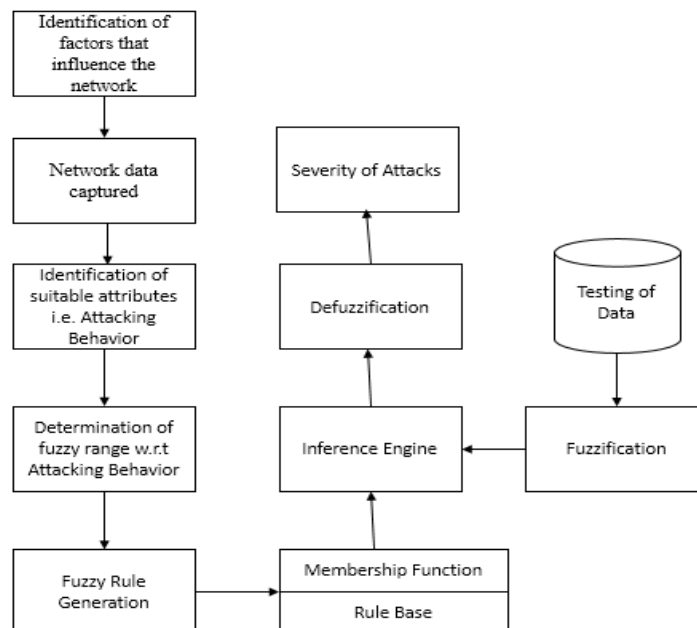 Identification of
factors that
influence the
network
Network data
captured
Identification of
suitable attributes
i.e. Attacking
Behavior
Determination of
fuzzy range w.r.t
Attacking Behavior
Fuzzy Rule
Generation
Severity of Attacks
Defuzzification
Inference Engine
Membership Function
Rule Base
Testing of
Data
Fuzzification